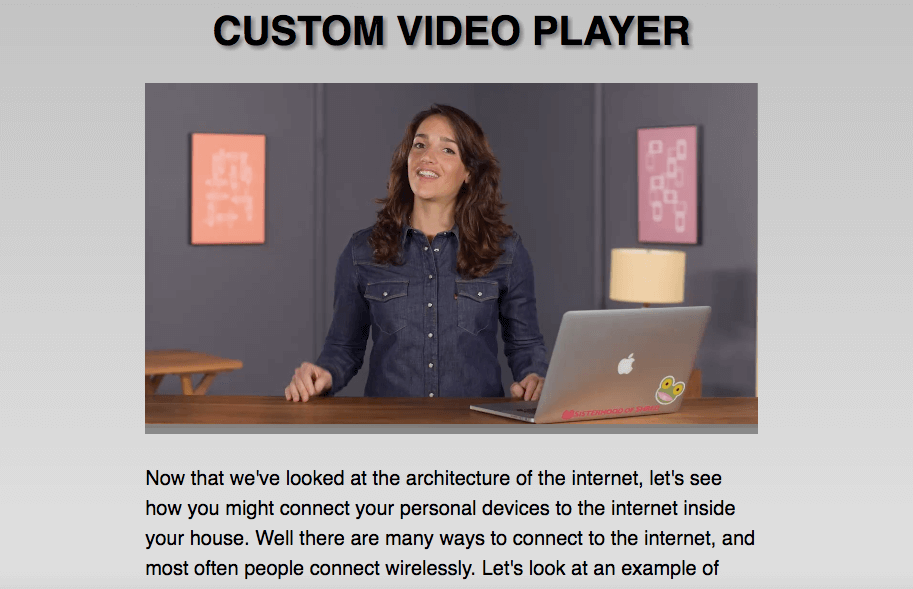 CUSTOM VIDEO PLAYER
SISTERHOOD OF
Now that we've looked at the architecture of the internet, let's see
how you might connect your personal devices to the internet inside
your house. Well there are many ways to connect to the internet, and
most often people connect wirelessly. Let's look at an example of